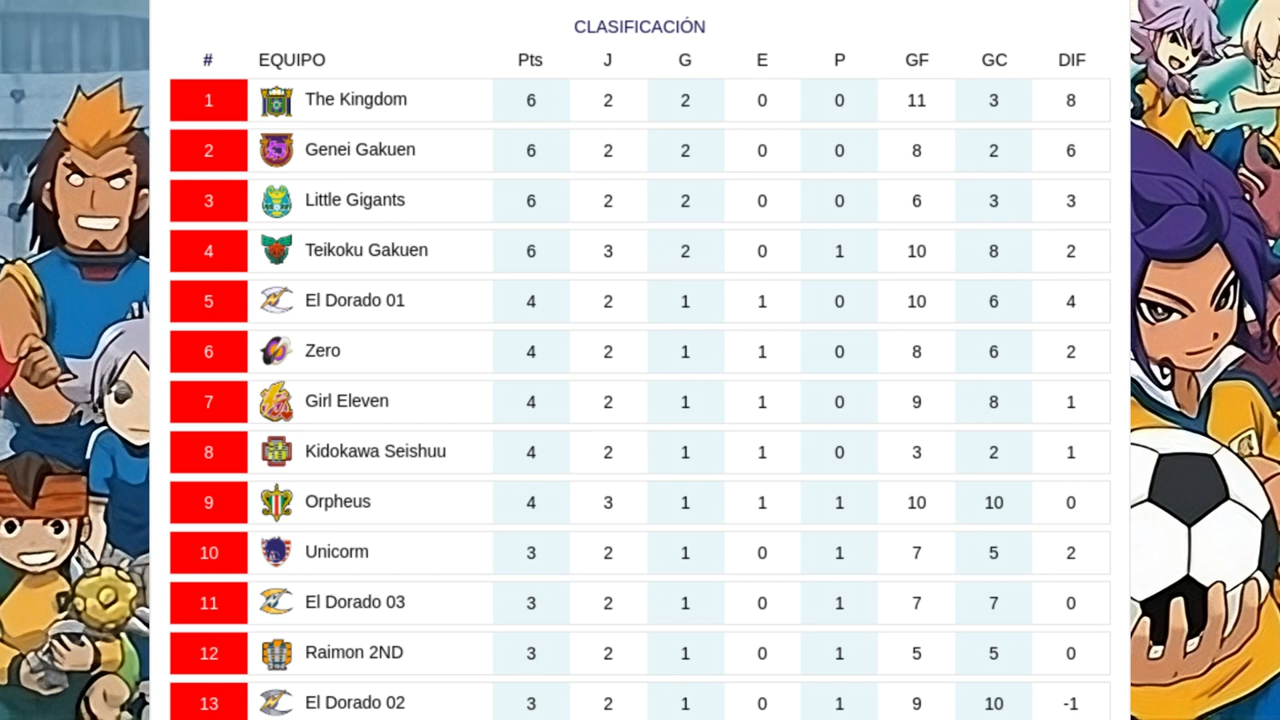 CLASIFICACIÓN
# EQUIPO Pts J G E P GF GC DIF
1 The Kingdom 6 2 2 0 0 11 3 8
2 Genei Gakuen 6 2 2 0 0 8 2 6
3 Little Gigants 6 2 2 0 0 6 3 3
4 Teikoku Gakuen 6 3 2 0 1 10 8 2
5 El Dorado 01 4 2 1 1 0 10 6 4
6 Zero 4 2 1 1 0 8 6 2
7 Girl Eleven 4 2 1 1 0 9 8 1
8 Kidokawa Seishuu 4 2 1 1 0 3 2 1
9 Orpheus 4 3 1 1 1 10 10 0
10 Unicorm 3 2 1 0 1 7 5 2
11 El Dorado 03 3 2 1 0 1 7 7 0
12 Raimon 2ND 3 2 1 0 1 5 5 0
13 El Dorado 02 3 2 1 0 1 9 10 -1